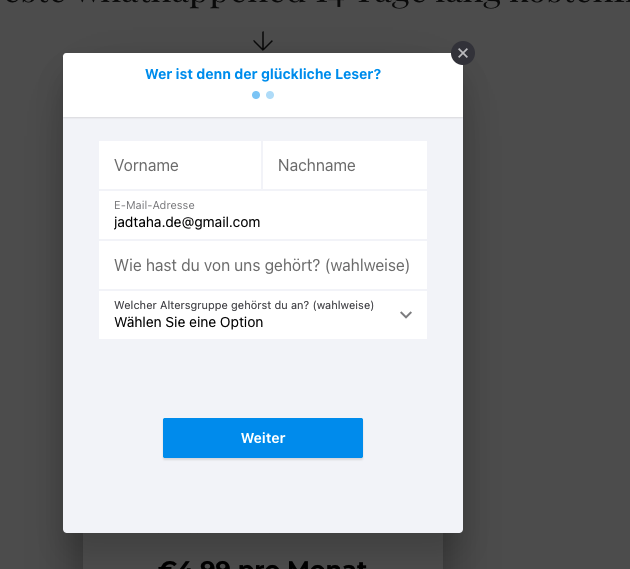 este whathappened 14 Tage lang kostenl
Wer ist denn der glückliche Leser?
Vorname
Nachname
E-Mail-Adresse
jadtaha.de@gmail.com
Wie hast du von uns gehört? (wahlweise)
Welcher Altersgruppe gehörst du an? (wahlweise)
Wählen Sie eine Option
Weiter
€4,99 pro Monat